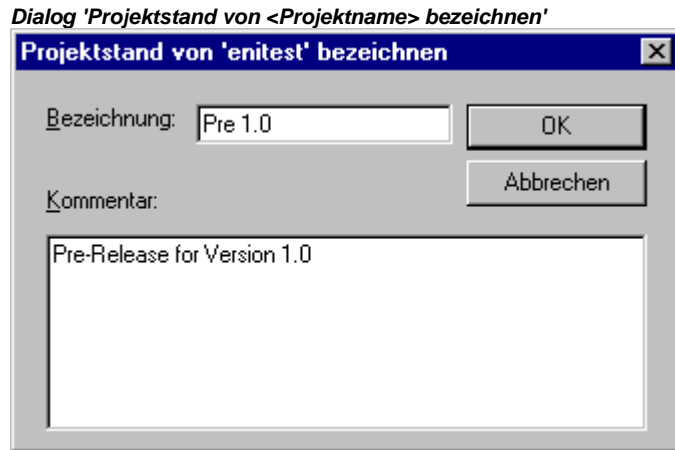 Dialog 'Projektstand von <Projektname> bezeichnen'
Projektstand von 'enitest' bezeichnen
Bezeichnung: Pre 1.0 OK
Abbrechen
Kommentar:
Pre-Release for Version 1.0